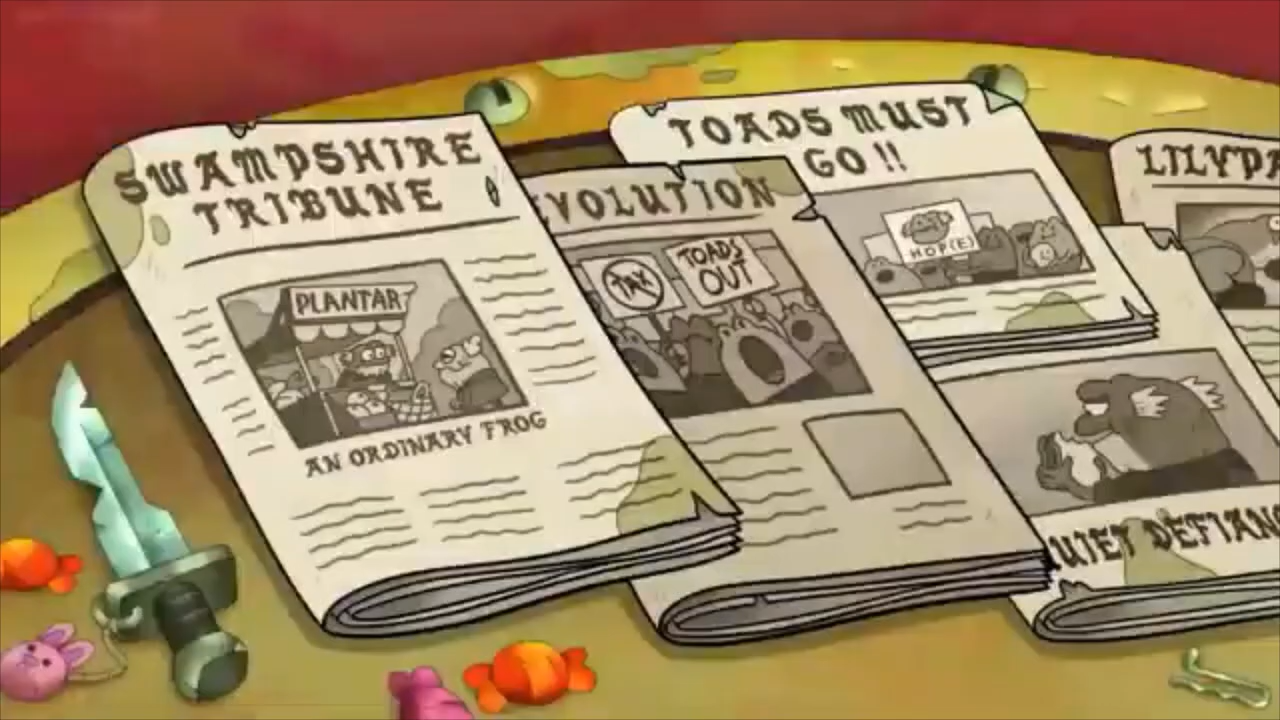 SWAMPSHIRE
TRIBUNE
PLANTAR
AN ORDINARY FROG
EVOLUTION
TAX
TOADS
OUT
TOADS MUST
GO !!
HOP(E)
LILYPA
UIET DEFIANC